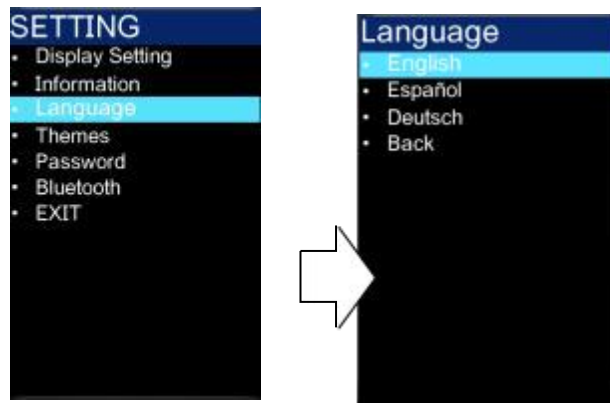 SETTING
• Display Setting
• Information
• Language
• Themes
• Password
• Bluetooth
• EXIT
Language
• English
• Español
• Deutsch
• Back